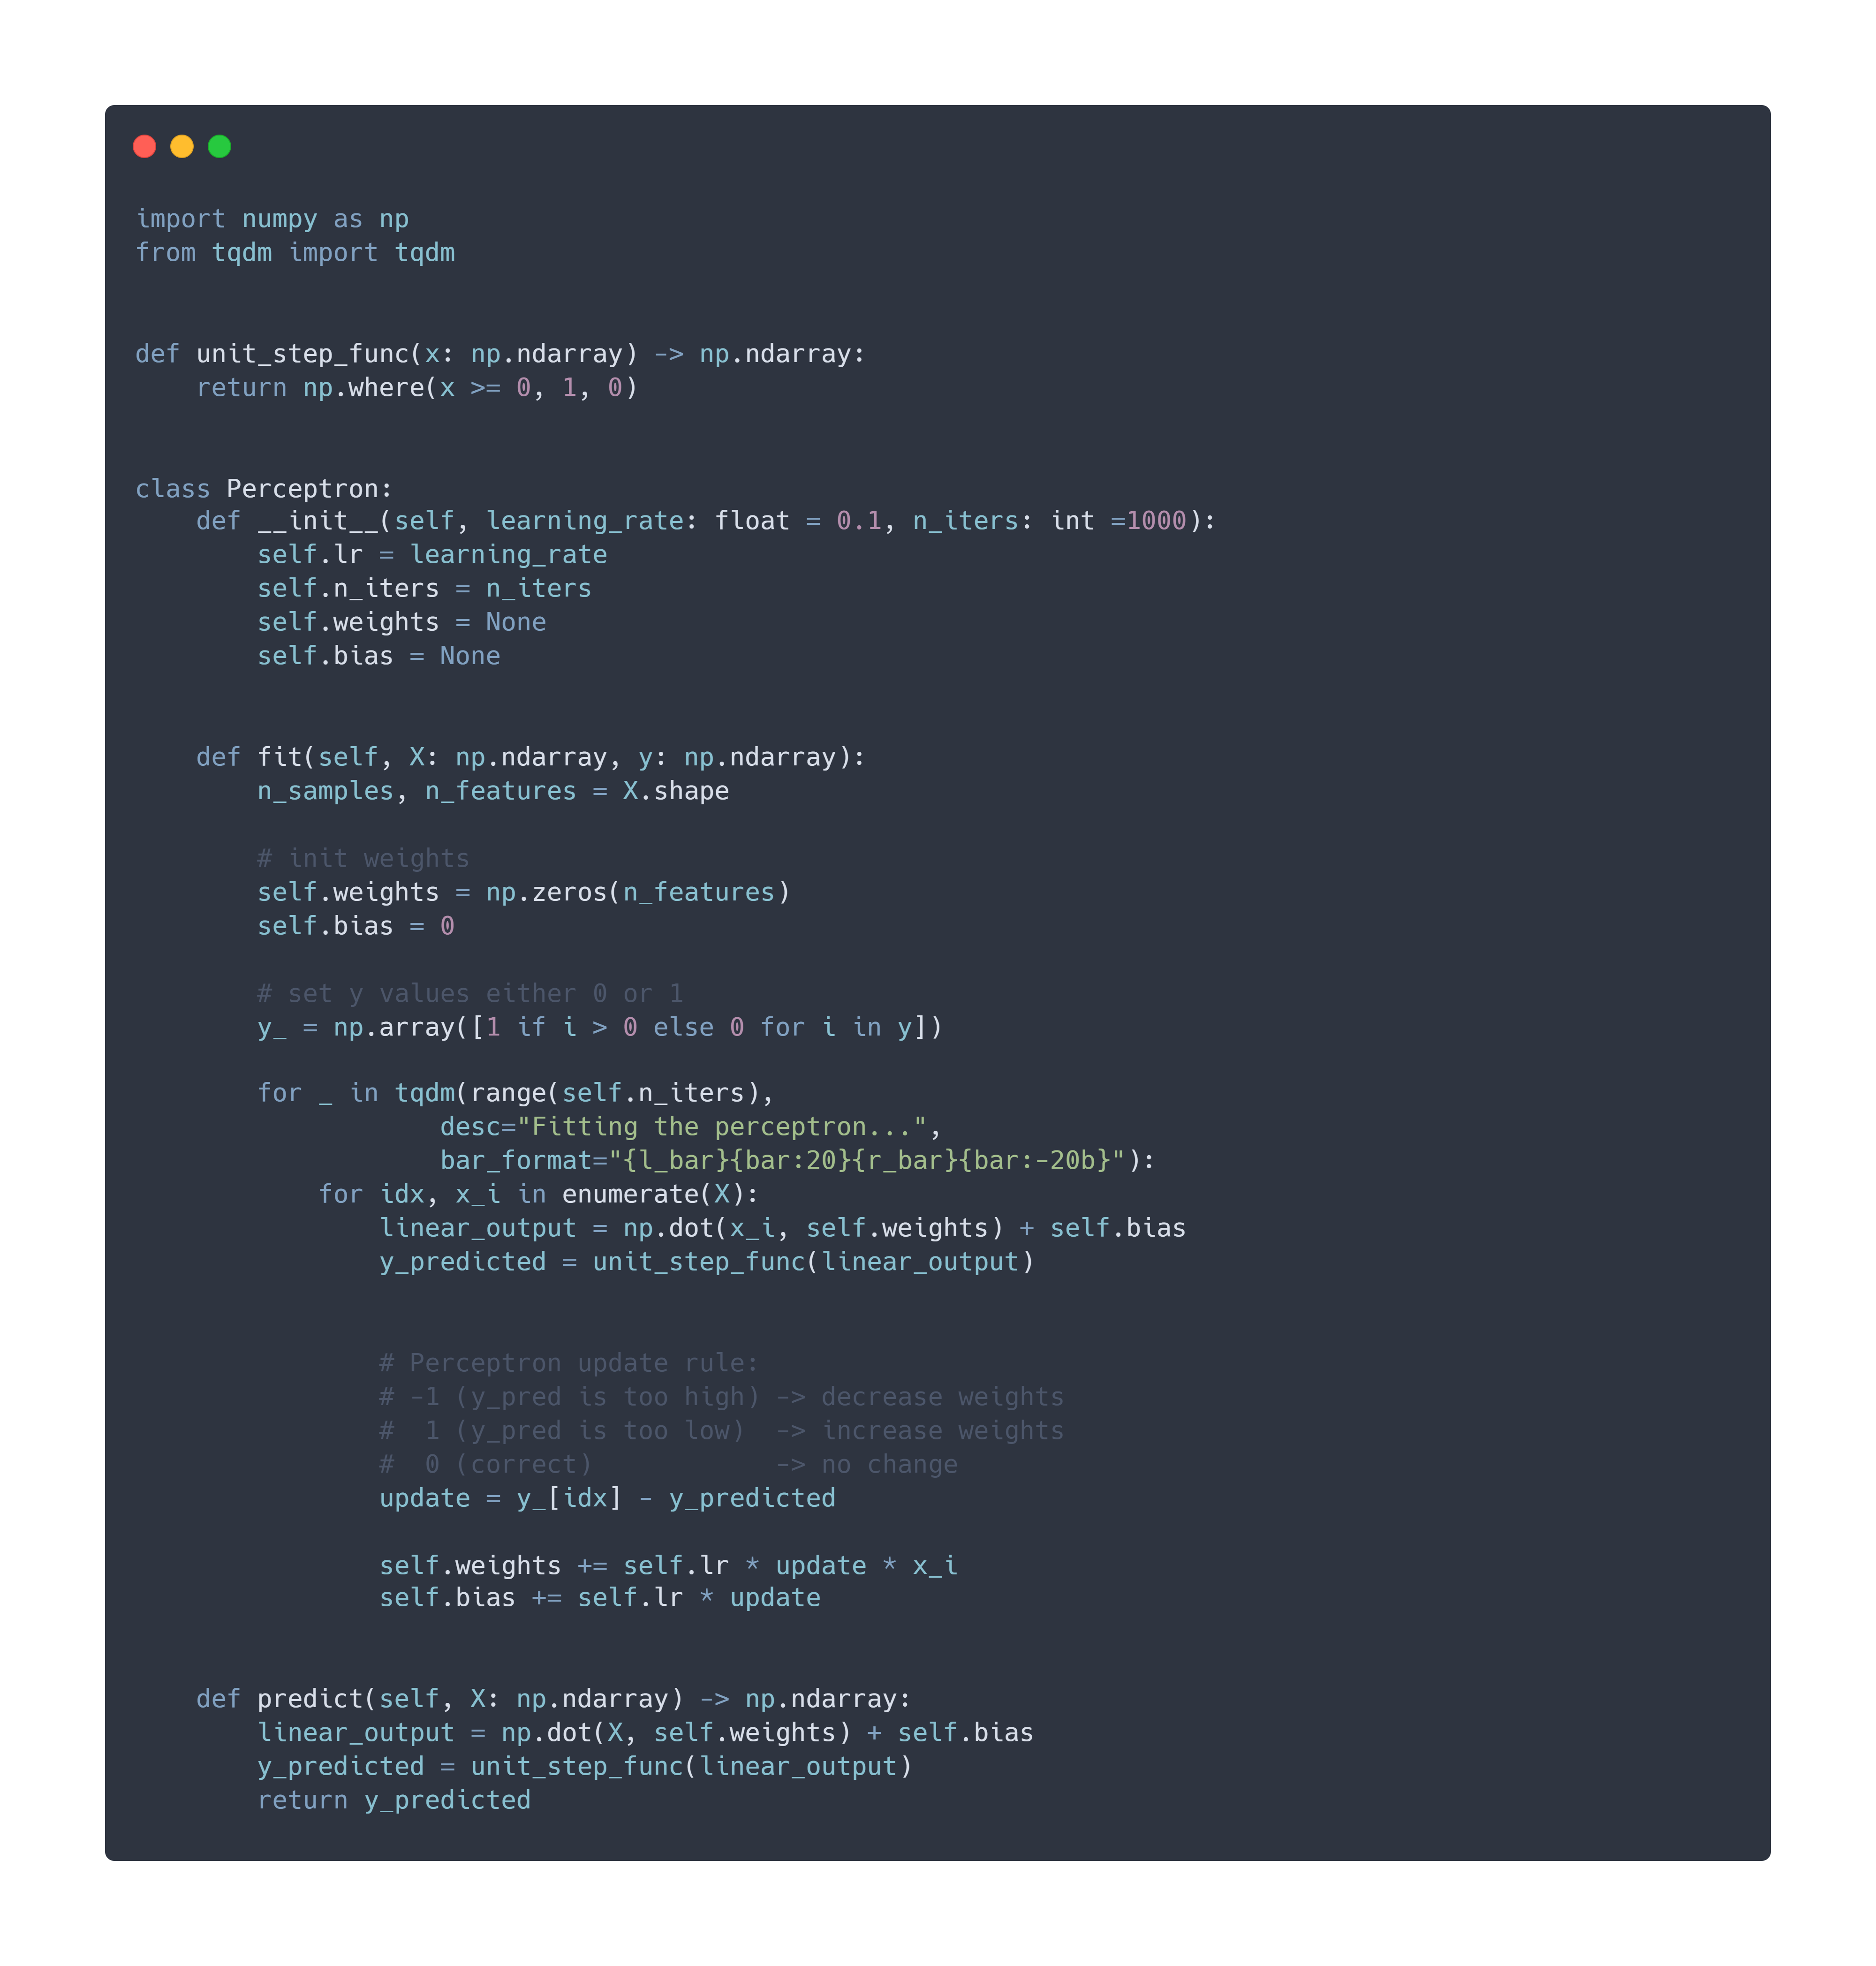 import numpy as np
from tqdm import tqdm
def unit_step_func(x: np.ndarray) -> np.ndarray:
    return np.where(x >= 0, 1, 0)
class Perceptron:
    def __init__(self, learning_rate: float = 0.1, n_iters: int =1000):
        self.lr = learning_rate
        self.n_iters = n_iters
        self.weights = None
        self.bias = None
    def fit(self, X: np.ndarray, y: np.ndarray):
        n_samples, n_features = X.shape
        # init weights
        self.weights = np.zeros(n_features)
        self.bias = 0
        # set y values either 0 or 1
        y_ = np.array([1 if i > 0 else 0 for i in y])
        for _ in tqdm(range(self.n_iters),
                    desc="Fitting the perceptron...",
                    bar_format="{l_bar}{bar:20}{r_bar}{bar:-20b}"):
            for idx, x_i in enumerate(X):
                linear_output = np.dot(x_i, self.weights) + self.bias
                y_predicted = unit_step_func(linear_output)
                # Perceptron update rule:
                # -1 (y_pred is too high) -> decrease weights
                #  1 (y_pred is too low)  -> increase weights
                #  0 (correct)            -> no change
                update = y_[idx] - y_predicted
                self.weights += self.lr * update * x_i
                self.bias += self.lr * update
    def predict(self, X: np.ndarray) -> np.ndarray:
        linear_output = np.dot(X, self.weights) + self.bias
        y_predicted = unit_step_func(linear_output)
        return y_predicted